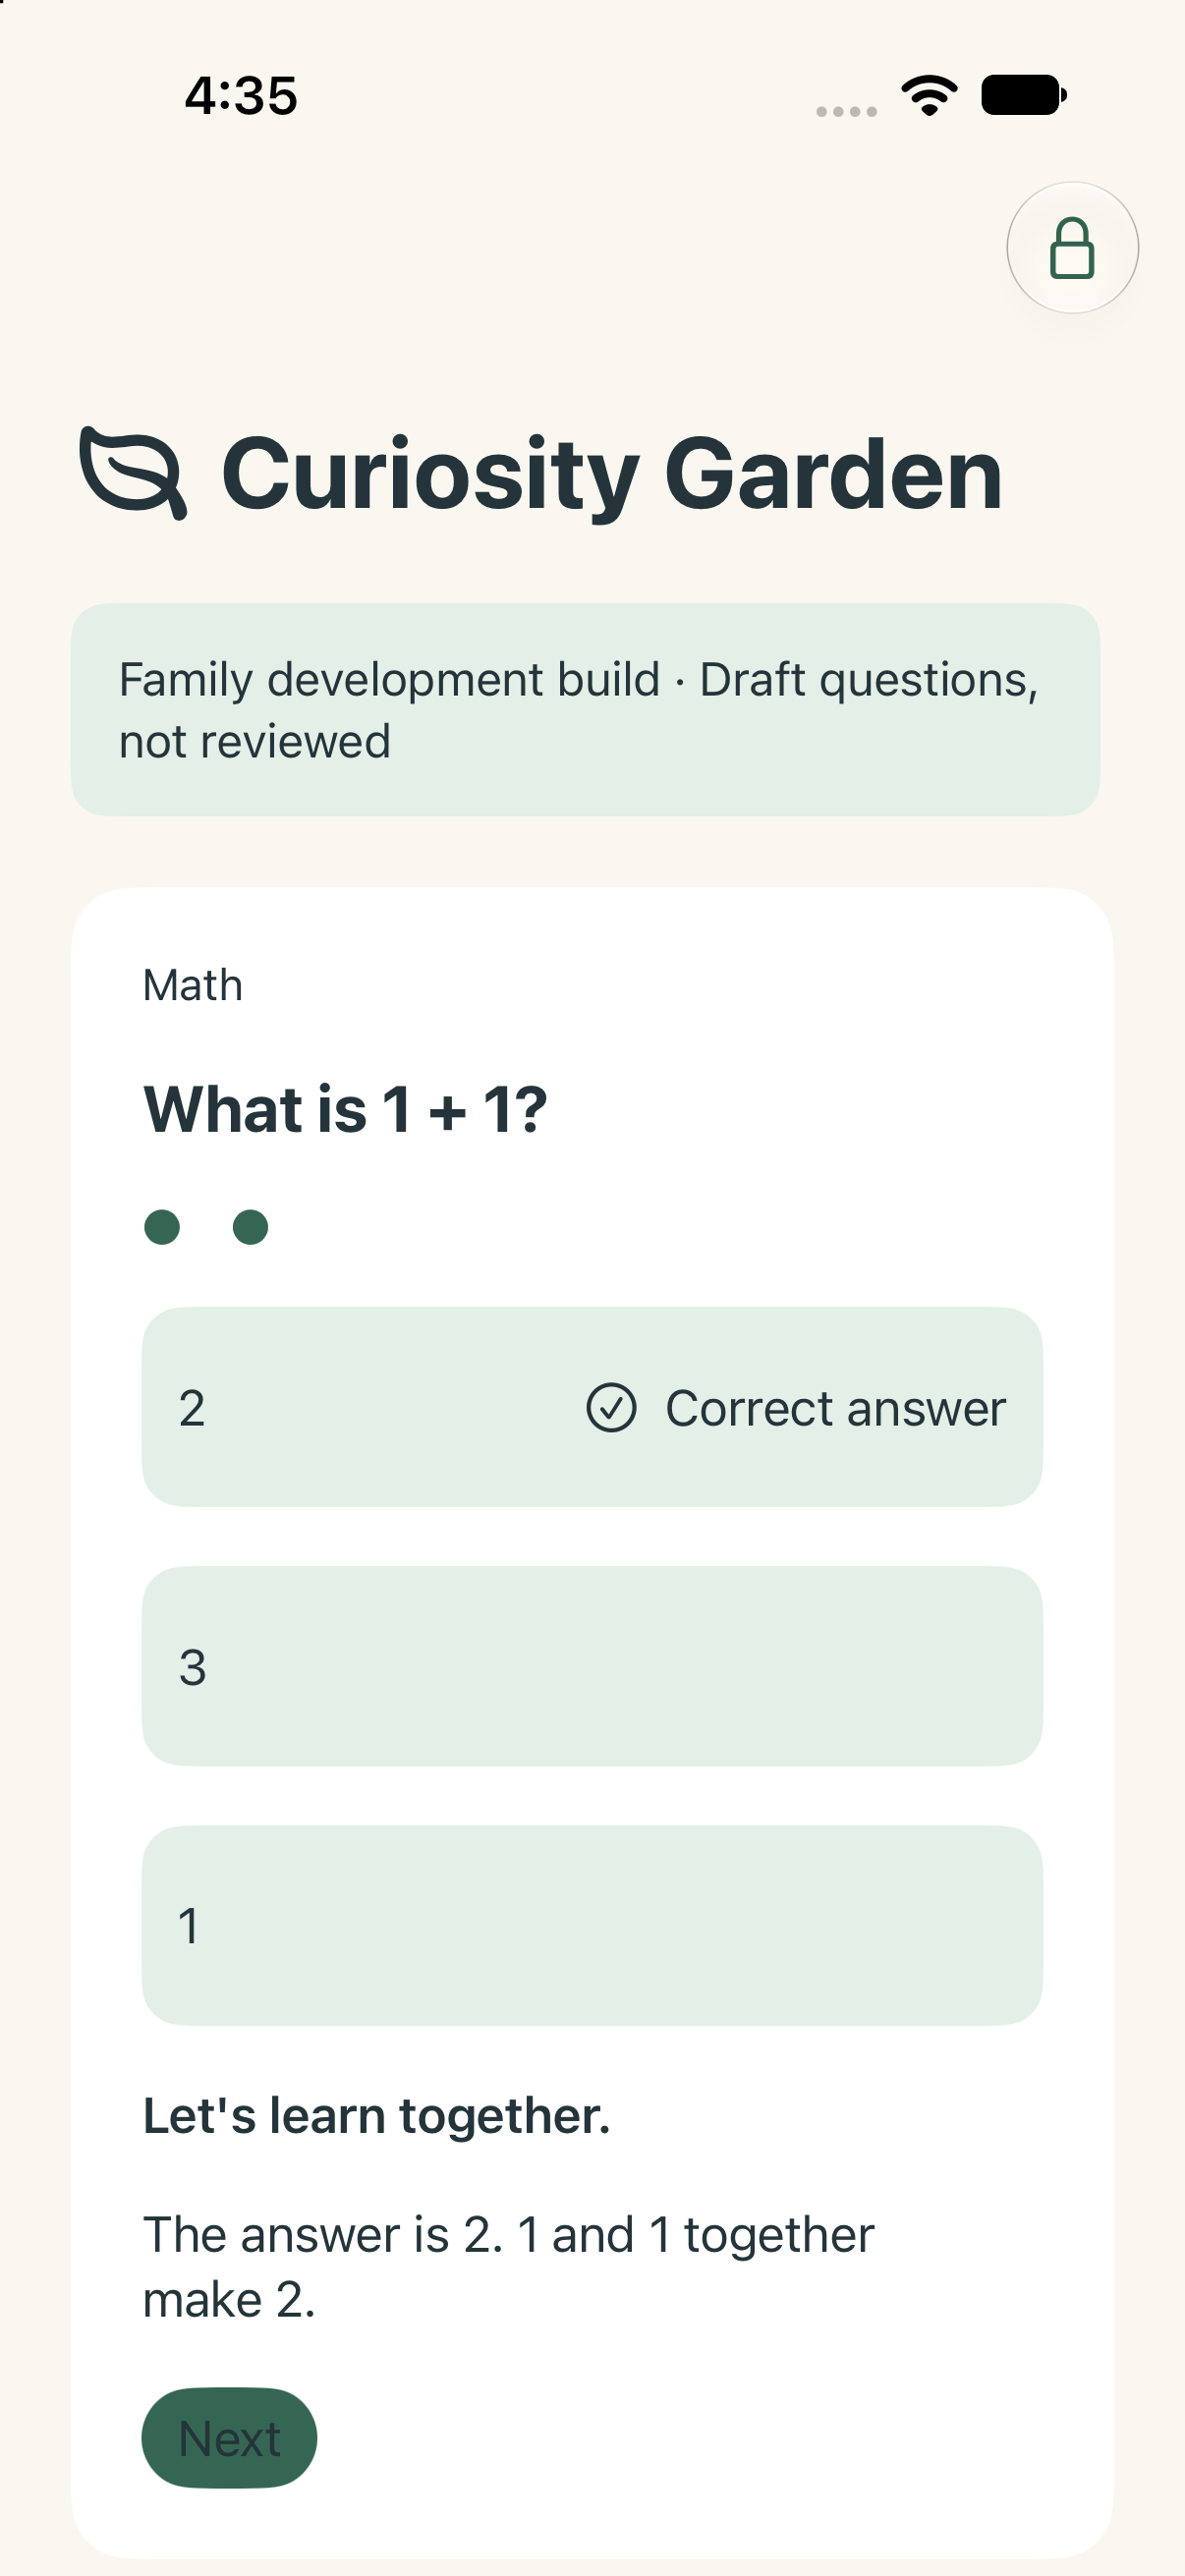 4:35
Curiosity Garden
Family development build · Draft questions,
not reviewed
Math
What is 1 + 1?
2 Correct answer
3
1
Let's learn together.
The answer is 2. 1 and 1 together
make 2.
Next